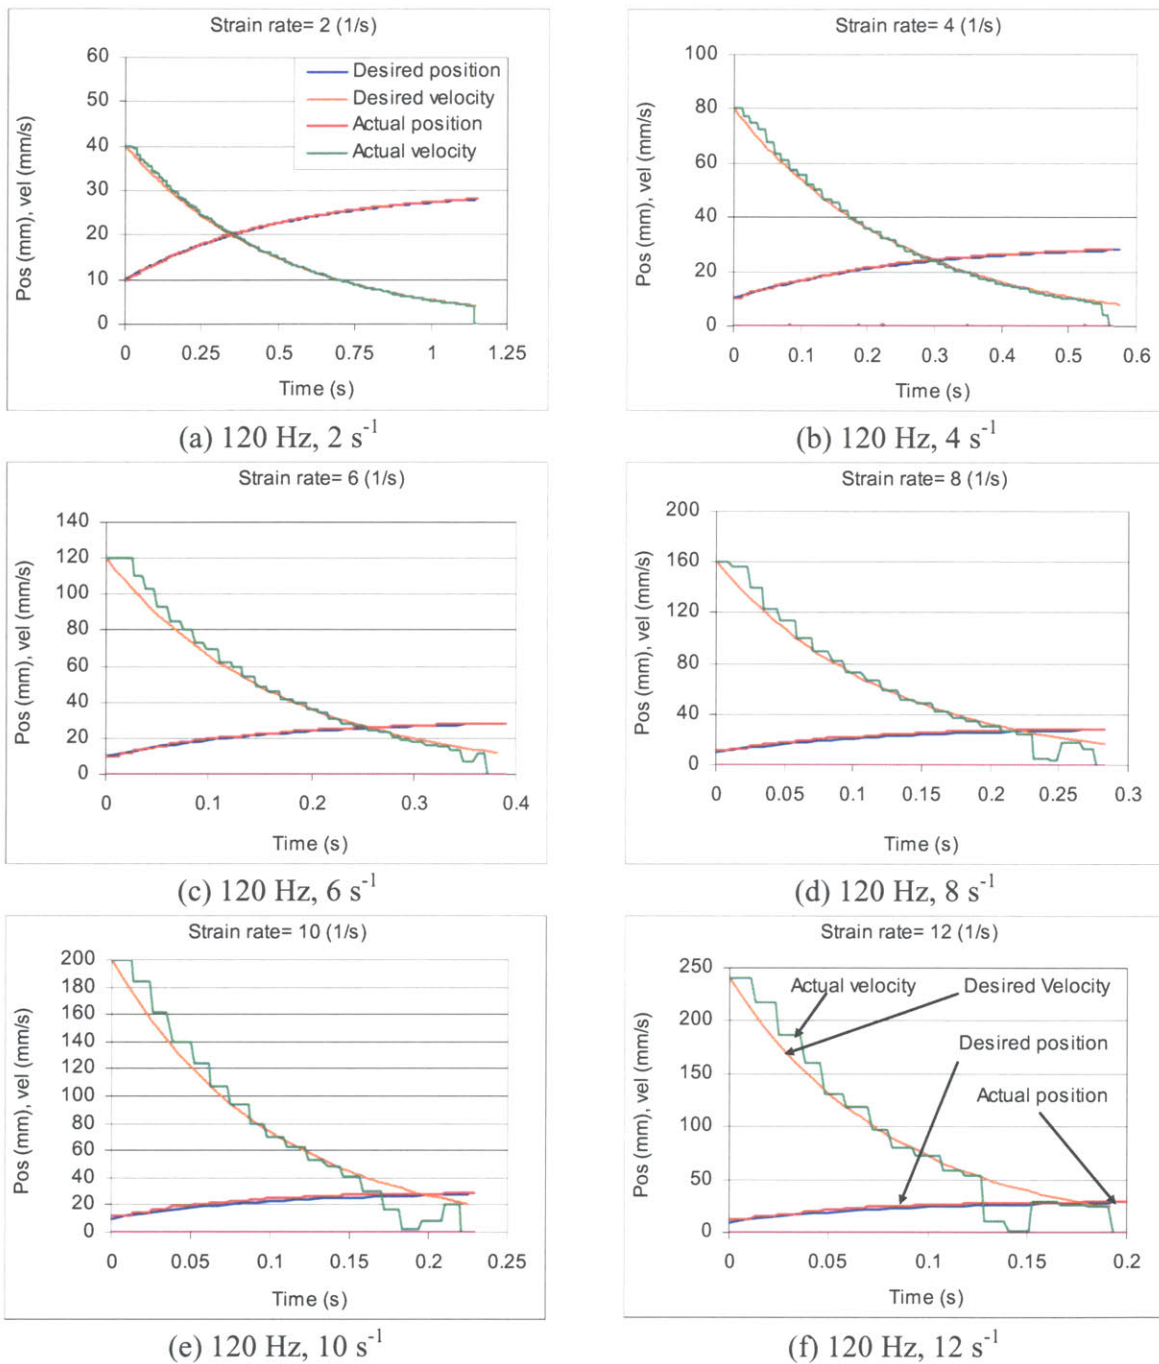 Strain rate= 2 (1/s)
Pos (mm), vel (mm/s)
60
50
40
30
20
10
0
Desired position
Desired velocity
Actual position
Actual velocity
0 0.25 0.5 0.75 1 1.25
Time (s)
(a) 120 Hz, 2 s⁻¹
Strain rate= 4 (1/s)
Pos (mm), vel (mm/s)
100
80
60
40
20
0
0 0.1 0.2 0.3 0.4 0.5 0.6
Time (s)
(b) 120 Hz, 4 s⁻¹
Strain rate= 6 (1/s)
Pos (mm), vel (mm/s)
140
120
100
80
60
40
20
0
0 0.1 0.2 0.3 0.4
Time (s)
(c) 120 Hz, 6 s⁻¹
Strain rate= 8 (1/s)
Pos (mm), vel (mm/s)
200
160
120
80
40
0
0 0.05 0.1 0.15 0.2 0.25 0.3
Time (s)
(d) 120 Hz, 8 s⁻¹
Strain rate= 10 (1/s)
Pos (mm), vel (mm/s)
200
180
160
140
120
100
80
60
40
20
0
0 0.05 0.1 0.15 0.2 0.25
Time (s)
(e) 120 Hz, 10 s⁻¹
Strain rate= 12 (1/s)
Pos (mm), vel (mm/s)
250
200
150
100
50
0
Actual velocity
Desired Velocity
Desired position
Actual position
0 0.05 0.1 0.15 0.2
Time (s)
(f) 120 Hz, 12 s⁻¹